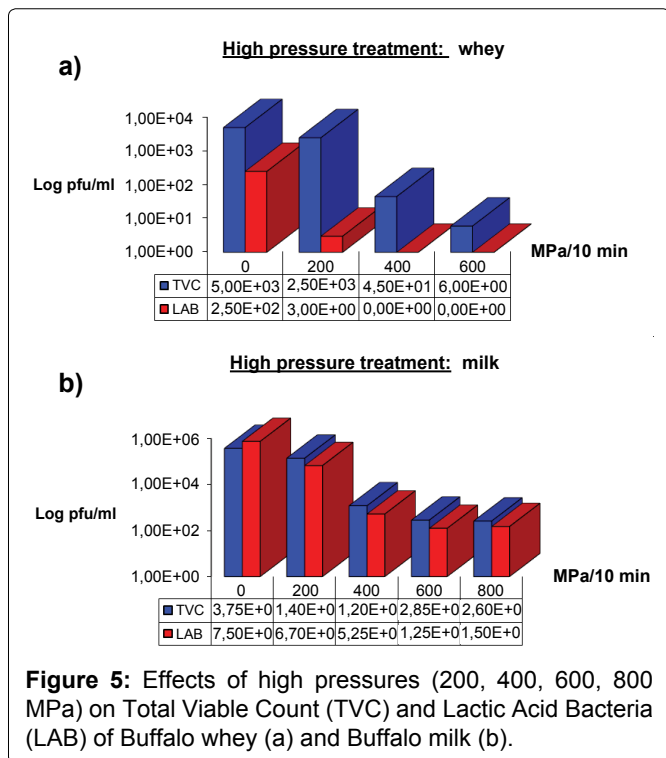 High pressure treatment: whey
a)
1,00E+04
1,00E+03
Log pfu/ml
1,00E+02
1,00E+01
1,00E+00
0 200 400 600
MPa/10 min
TVC 5,00E+03 2,50E+03 4,50E+01 6,00E+00
LAB 2,50E+02 3,00E+00 0,00E+00 0,00E+00
High pressure treatment: milk
b)
1,00E+06
1,00E+04
Log pfu/ml
1,00E+02
1,00E+00
0 200 400 600 800
MPa/10 min
TVC 3,75E+0 1,40E+0 1,20E+0 2,85E+0 2,60E+0
LAB 7,50E+0 6,70E+0 5,25E+0 1,25E+0 1,50E+0
Figure 5: Effects of high pressures (200, 400, 600, 800
MPa) on Total Viable Count (TVC) and Lactic Acid Bacteria
(LAB) of Buffalo whey (a) and Buffalo milk (b).